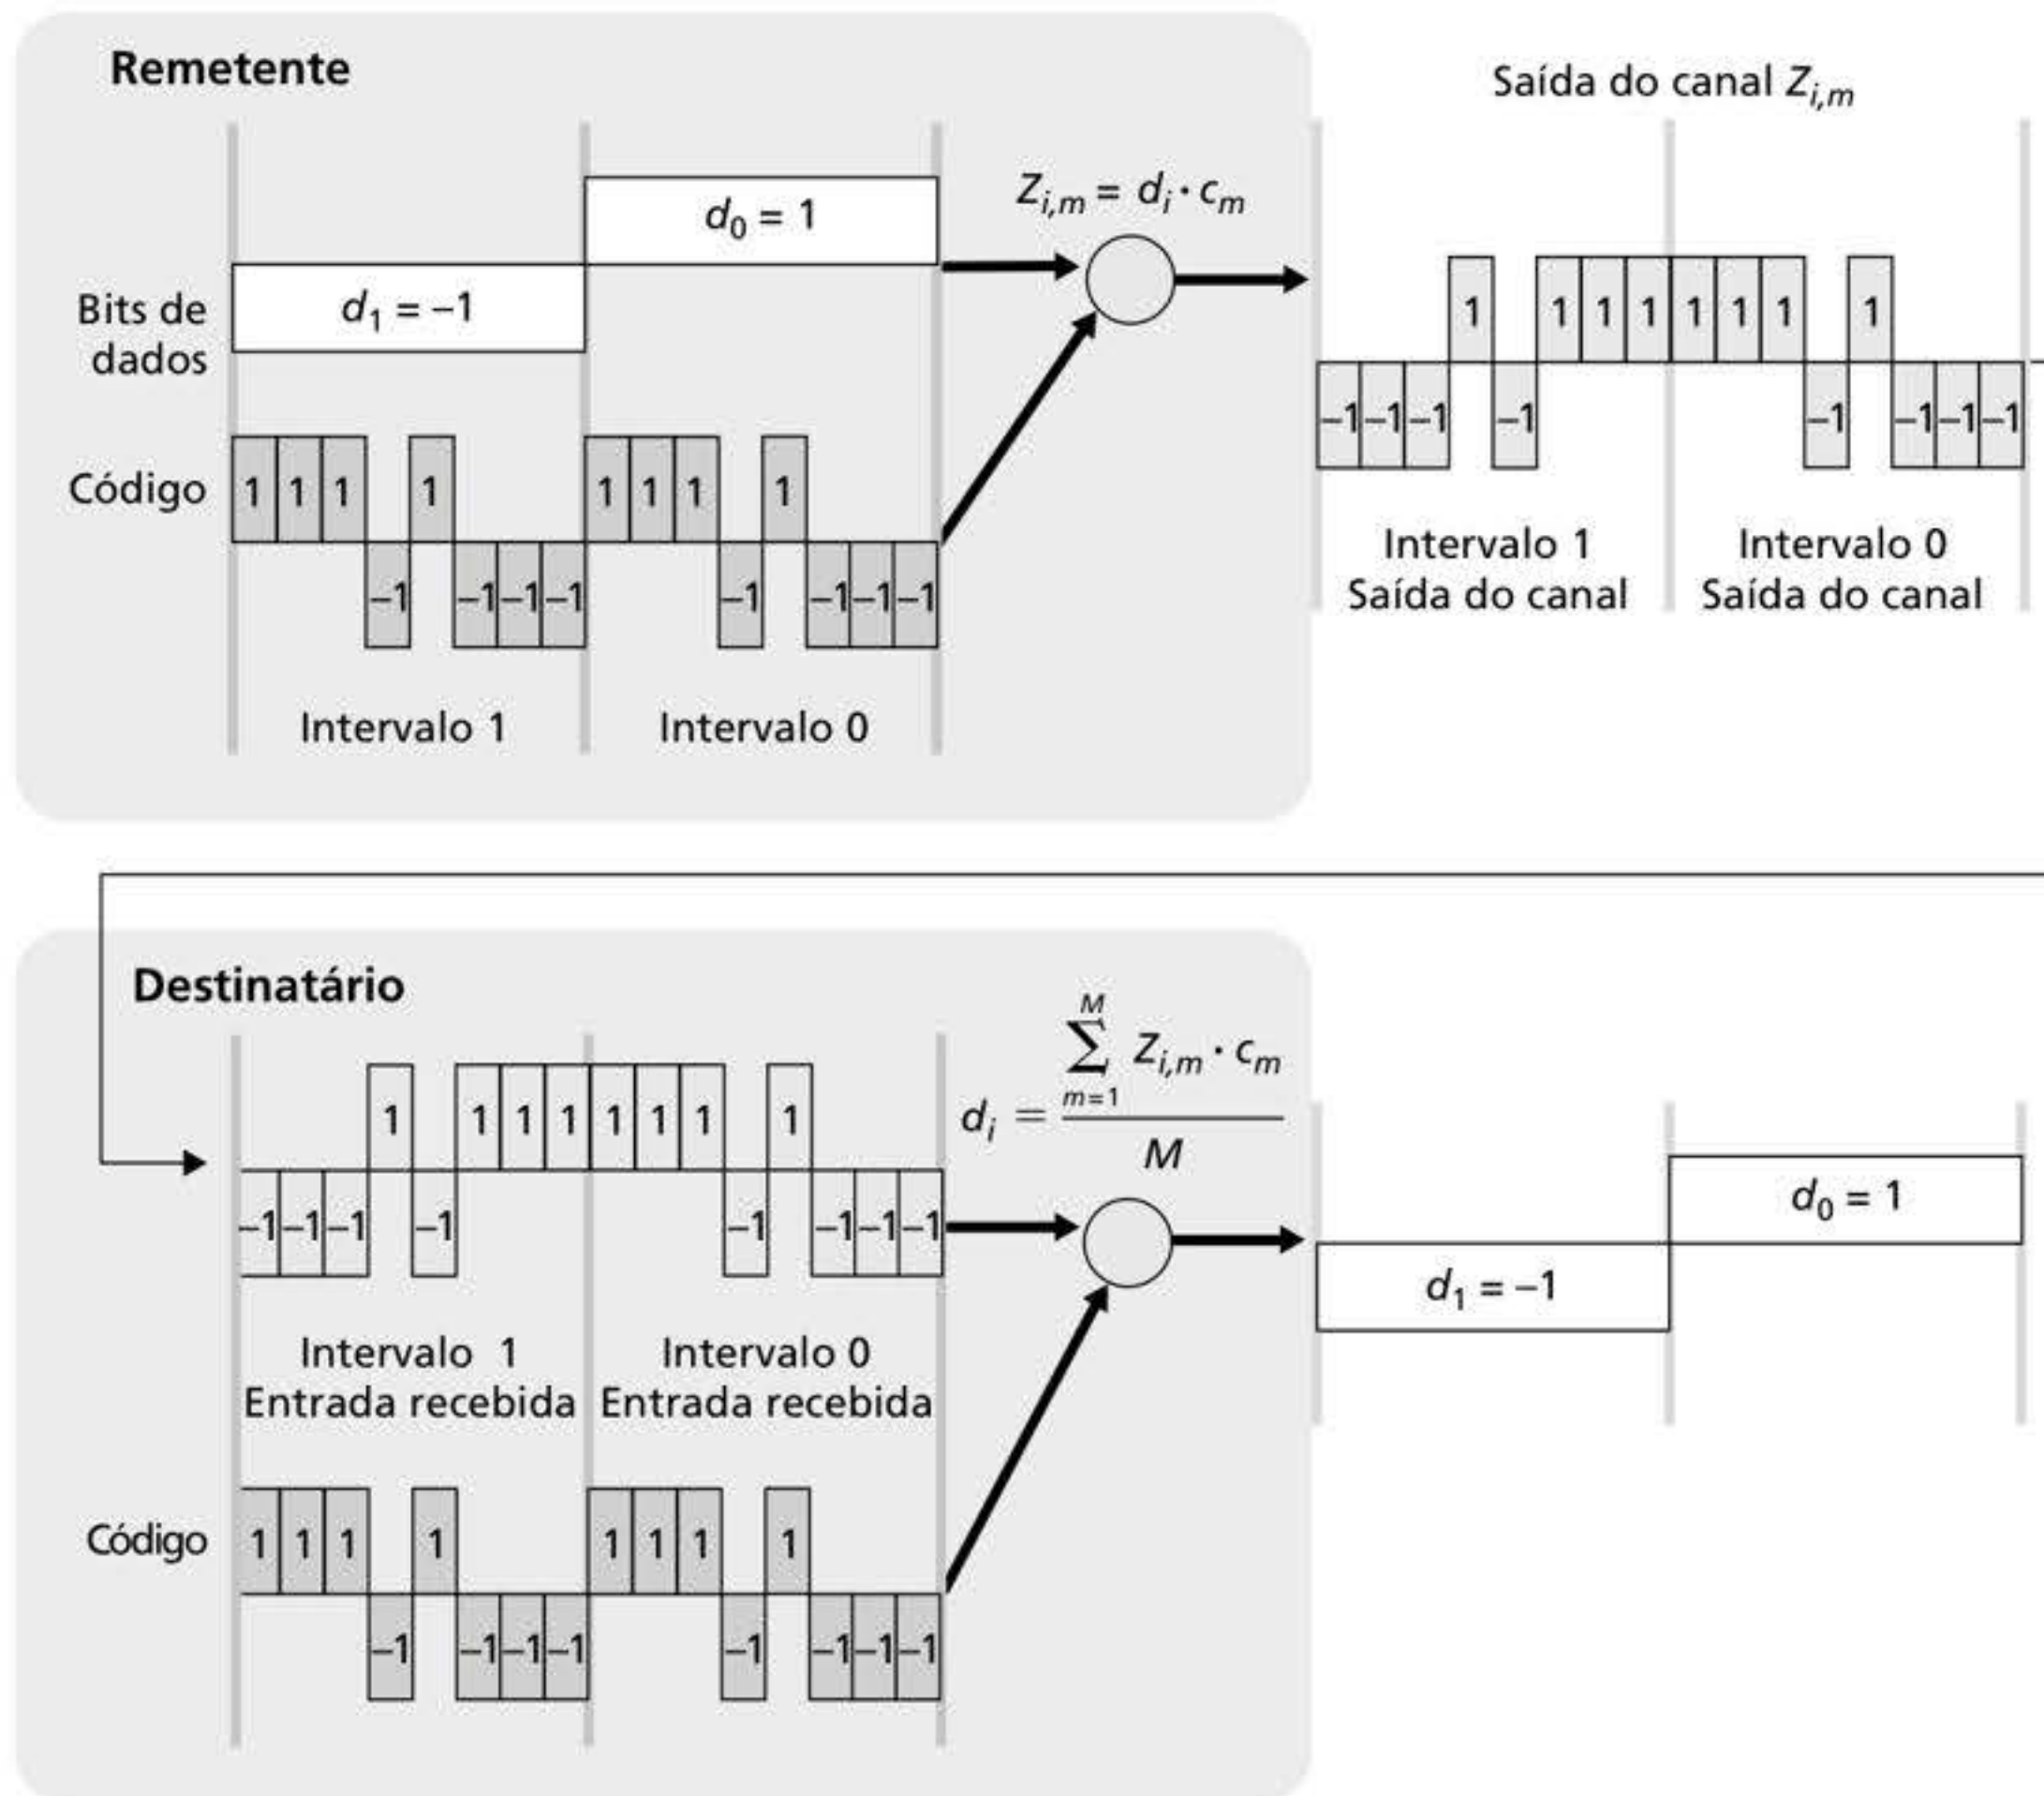 Remetente
Saída do canal Z_{i,m}
d_0 = 1
Z_{i,m} = d_i · c_m
d_1 = –1
Bits de
dados
1 1 1 1 1 1 1 1
–1 –1 –1 –1 –1 –1 –1 –1
Código
1 1 1 1 1 1 1 1
–1 –1 –1 –1 –1 –1 –1 –1
Intervalo 1 Intervalo 0
Saída do canal Saída do canal
Intervalo 1 Intervalo 0
Destinatário
d_i = \frac{\sum_{m=1}^{M} Z_{i,m} · c_m}{M}
1 1 1 1 1 1 1 1
–1 –1 –1 –1 –1 –1 –1 –1
d_0 = 1
d_1 = –1
Intervalo 1 Intervalo 0
Entrada recebida Entrada recebida
Código
1 1 1 1 1 1 1 1
–1 –1 –1 –1 –1 –1 –1 –1